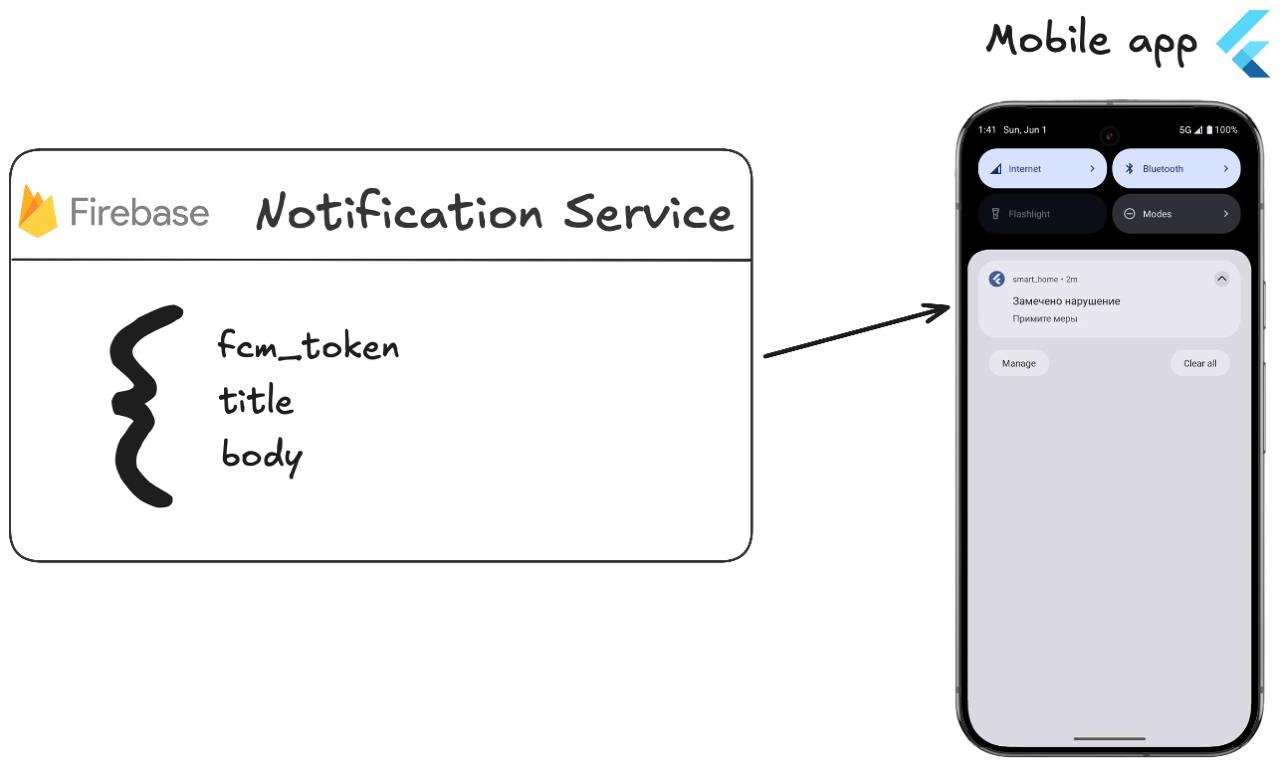 Mobile app
Firebase Notification Service
fcm_token
title
body
1:41 Sun, Jun 1 5G 100%
Internet
Bluetooth
Flashlight
Modes
smart_home • 2m
Замечено нарушение
Примите меры
Manage
Clear all